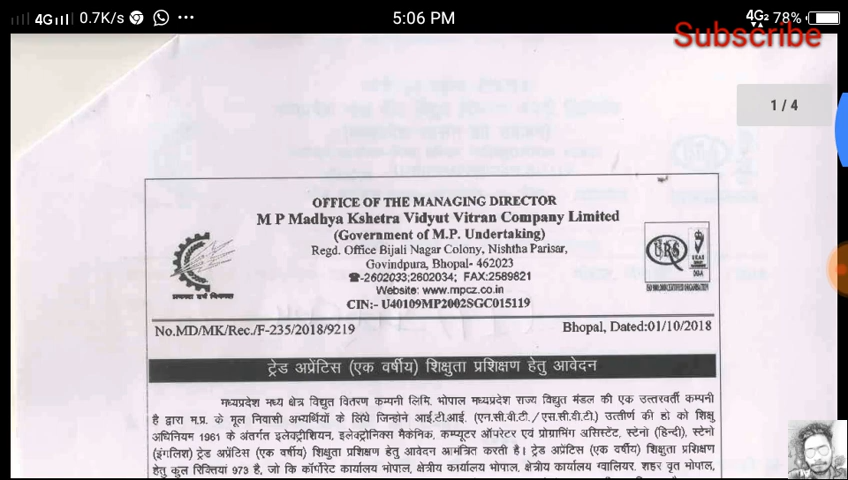 4G 0.7K/s ... 5:06 PM 4G2 78%
Subscribe
1 / 4
OFFICE OF THE MANAGING DIRECTOR
M P Madhya Kshetra Vidyut Vitran Company Limited
(Government of M.P. Undertaking)
Regd. Office Bijali Nagar Colony, Nishtha Parisar,
Govindpura, Bhopal- 462023
☎-2602033;2602034; FAX:2589821
Website: www.mpcz.co.in
CIN:- U40109MP2002SGC015119
URS
No.MD/MK/Rec./F-235/2018/9219 Bhopal, Dated:01/10/2018
ट्रेड अप्रेंटिस (एक वर्षीय) शिक्षुता प्रशिक्षण हेतु आवेदन
मध्यप्रदेश मध्य क्षेत्र विद्युत वितरण कम्पनी लिमि. भोपाल मध्यप्रदेश राज्य विद्युत मंडल की एक उत्तरवर्ती कम्पनी
है द्वारा म.प्र. के मूल निवासी अभ्यर्थियों के लिये जिन्होने आई.टी.आई. (एन.सी.वी.टी./एस.सी.वी.टी.) उत्तीर्ण की हो को शिक्षु
अधिनियम 1961 के अंतर्गत इलेक्ट्रीशियन, इलेक्ट्रोनिक्स मैकेनिक, कम्प्यूटर ऑपरेटर एवं प्रोग्रामिंग असिस्टेंट, स्टेनो (हिन्दी), स्टेनो
(इंगलिश) ट्रेड अप्रेंटिस (एक वर्षीय) शिक्षुता प्रशिक्षण हेतु आवेदन आमंत्रित करती है। ट्रेड अप्रेंटिस (एक वर्षीय) शिक्षुता प्रशिक्षण
हेतु कुल रिक्तियां 973 है, जो कि कॉर्पोरेट कार्यालय भोपाल, क्षेत्रीय कार्यालय भोपाल, क्षेत्रीय कार्यालय ग्वालियर, शहर वृत भोपाल,